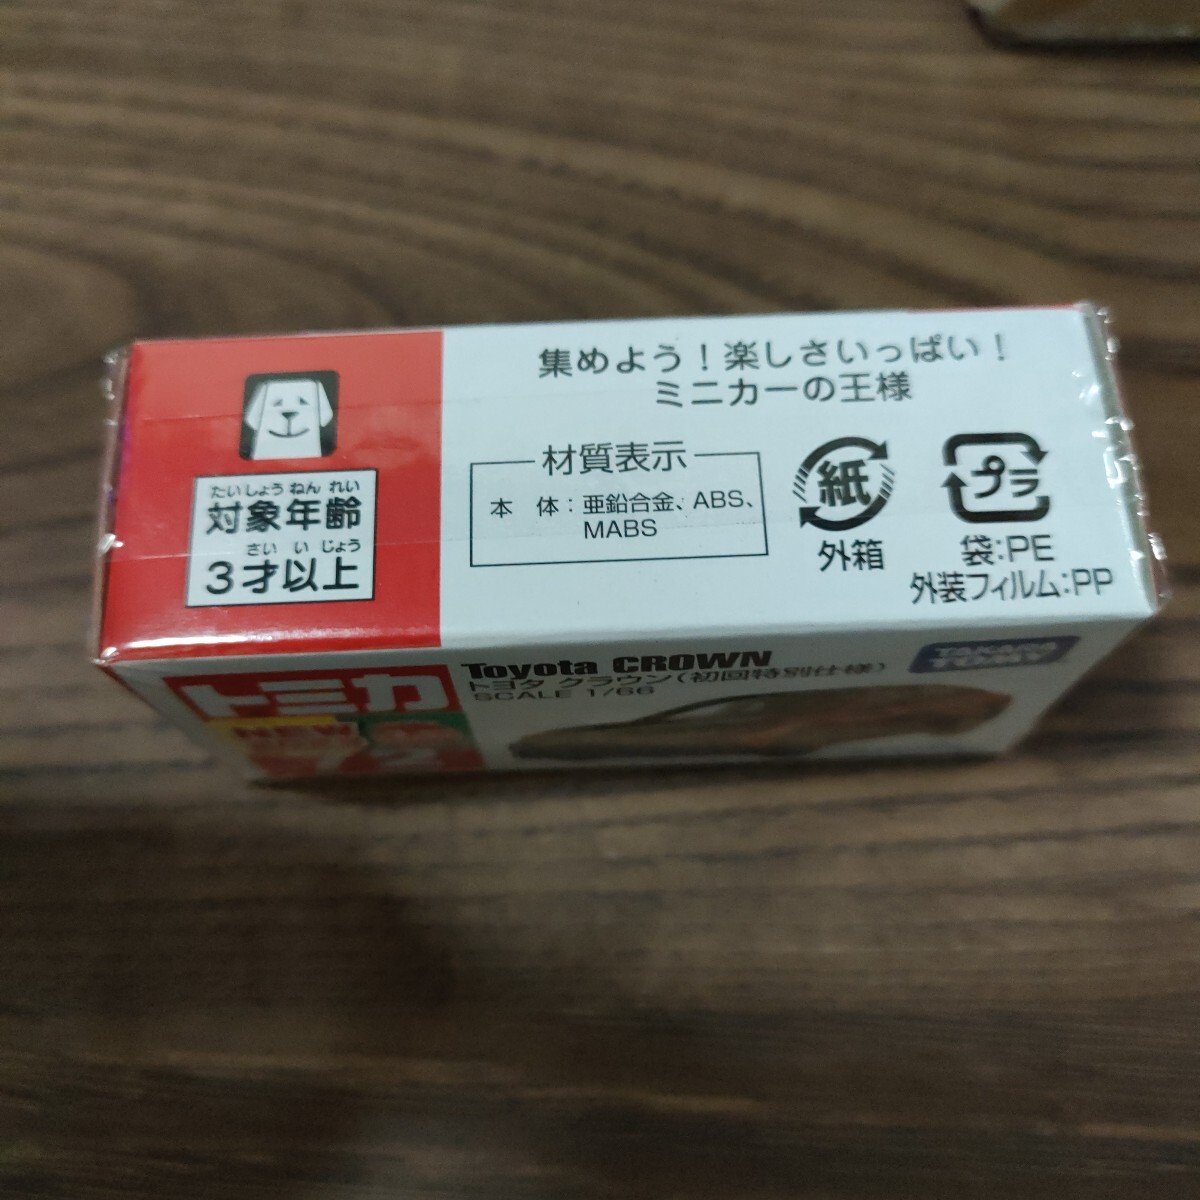 集めよう！楽しさいっぱい！
ミニカーの王様
たいしょう ねん れい
対象年齢
さい い じょう
3才以上
材質表示
本 体：亜鉛合金、ABS、
MABS
紙
外箱
プラ
袋：PE
外装フィルム：PP
トミカ
NEW
Toyota CROWN
トヨタ クラウン（初回特別仕様）
SCALE 1/66
TAKARA
TOMY